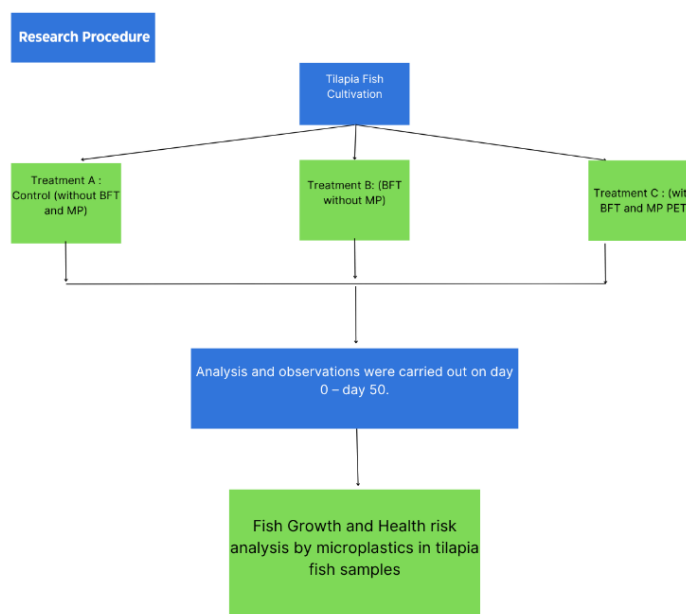 Research Procedure
Tilapia Fish
Cultivation
Treatment A :
Control (without BFT
and MP)
Treatment B: (BFT
without MP)
Treatment C : (wit
BFT and MP PET
Analysis and observations were carried out on day
0 – day 50.
Fish Growth and Health risk
analysis by microplastics in tilapia
fish samples